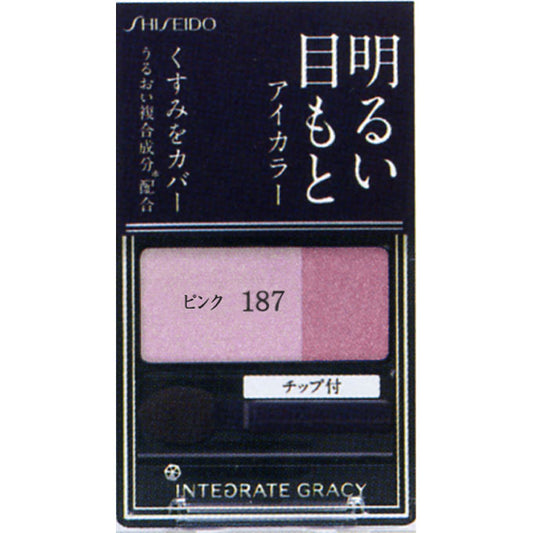 SHISEIDO
明るい
目もと
アイカラー
くすみをカバー
うるおい複合成分※配合
ピンク 187
チップ付
INTEGRATE GRACY